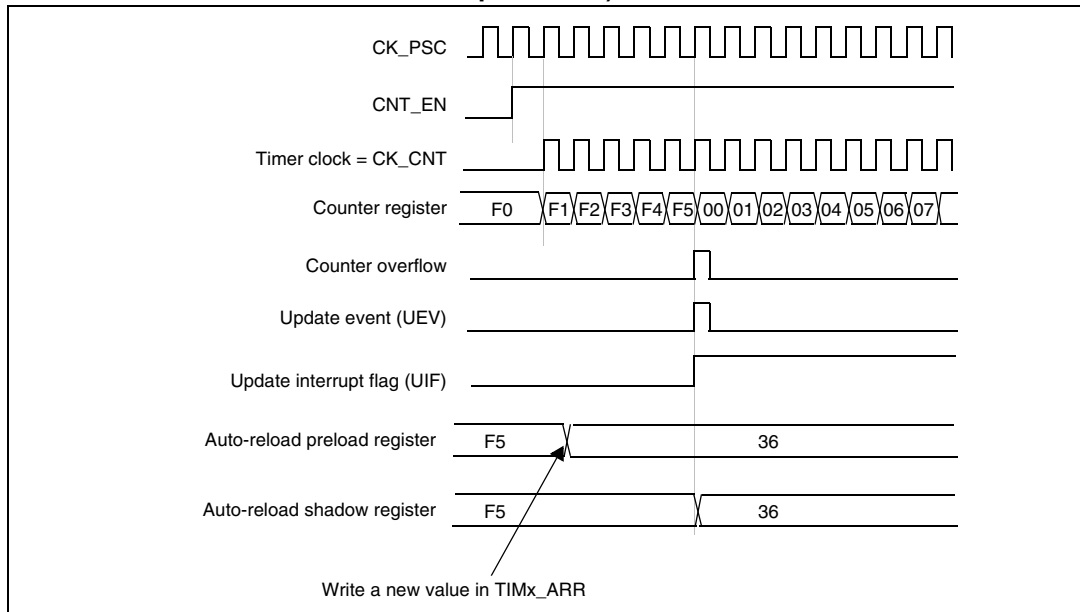 CK_PSC
CNT_EN
Timer clock = CK_CNT
Counter register F0 F1 F2 F3 F4 F5 00 01 02 03 04 05 06 07
Counter overflow
Update event (UEV)
Update interrupt flag (UIF)
Auto-reload preload register F5 36
Auto-reload shadow register F5 36
Write a new value in TIMx_ARR